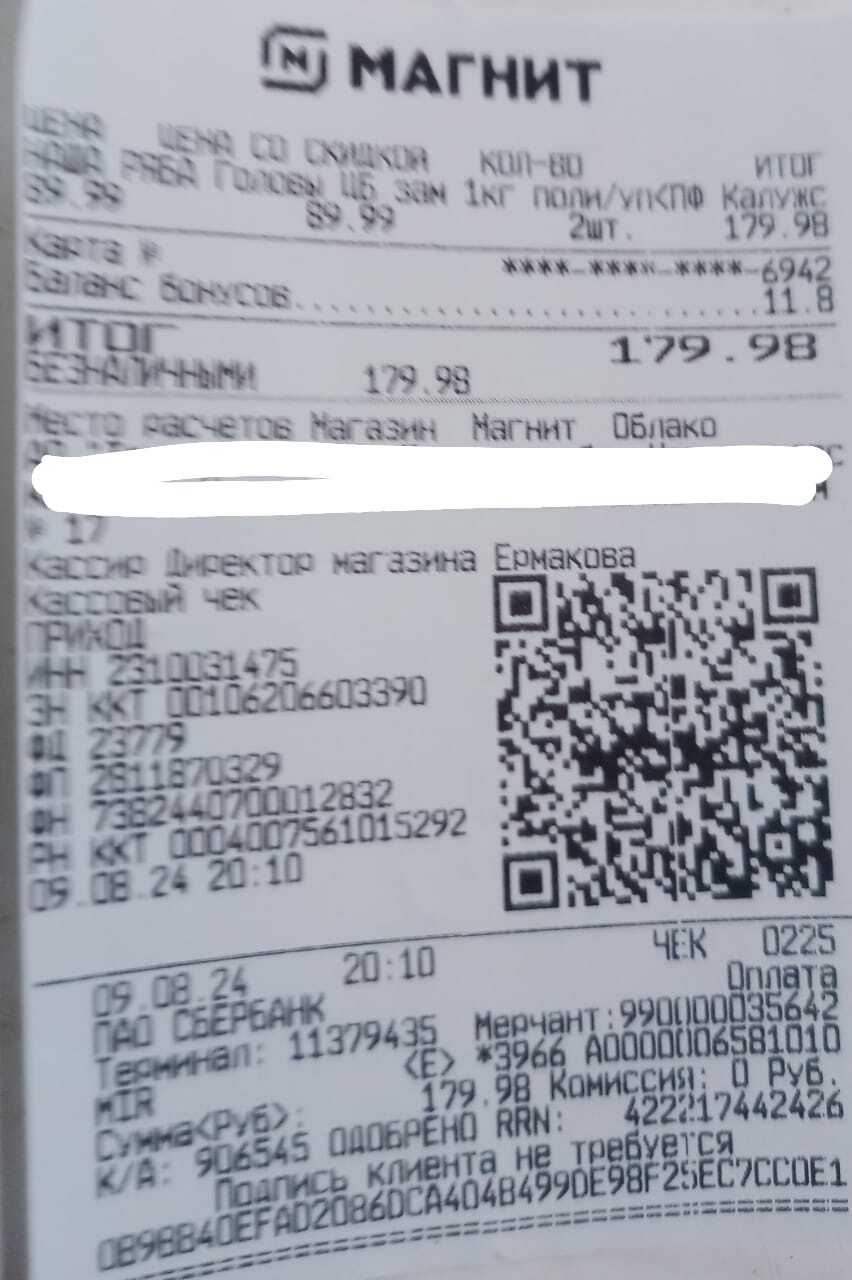 МАГНИТ
ЦЕНА ЦЕНА СО СКИДКОЙ КОЛ-ВО ИТОГ
НАША РЯБА Головы ЦБ зам 1кг поли/уп<ПФ Калужс
89.99 89.99 2шт. 179.98
Карта № ****-****-****-6942
Баланс бонусов.......................11.8
ИТОГ 179.98
БЕЗНАЛИЧНЫМИ 179.98
Место расчетов Магазин Магнит Облако
№ 17
Кассир Директор магазина Ермакова
Кассовый чек
ПРИХОД
ИНН 2310031475
ЗН ККТ 00106206603390
ФД 23779
ФП 2811870329
ФН 7382440700012832
РН ККТ 0004007561015292
09.08.24 20:10
09.08.24 20:10 ЧЕК 0225
ПАО СБЕРБАНК Оплата
Терминал: 11379435 Мерчант:990000035642
MIR <E> *3966 A0000006581010
Сумма<Руб>: 179.98 Комиссия: 0 Руб.
К/А: 906545 ОДОБРЕНО RRN: 422217442426
Подпись клиента не требуется
0B9BB40EFAD2086DCA404B4990E98F25EC7CC0E1
========================================